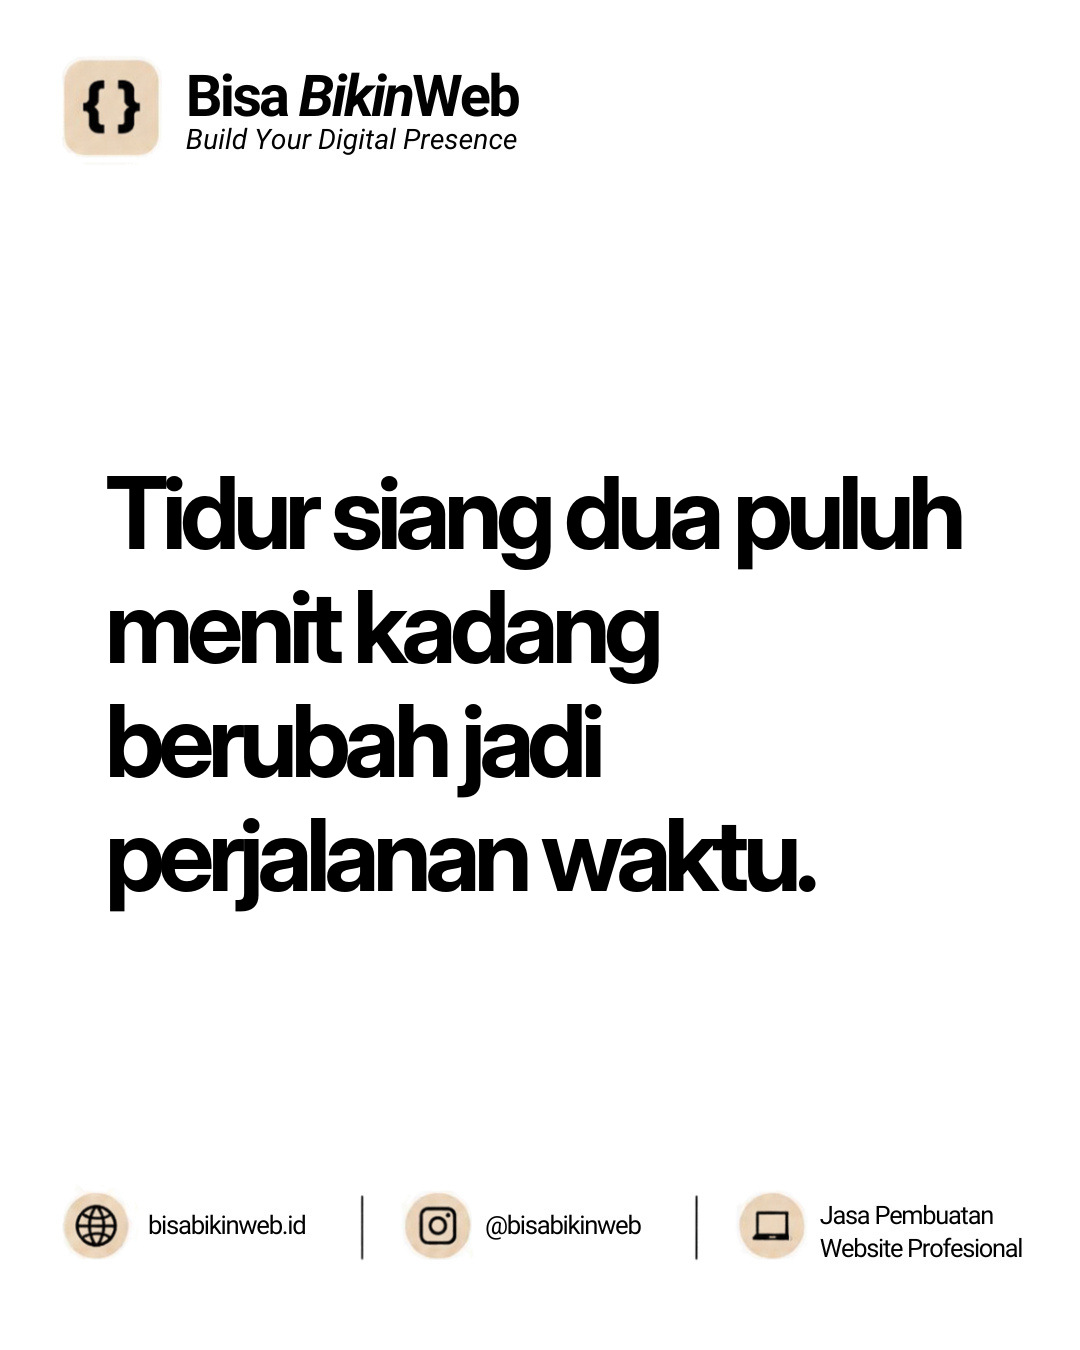 Bisa BikinWeb
Build Your Digital Presence
Tidur siang dua puluh
menit kadang
berubah jadi
perjalanan waktu.
bisabikinweb.id
@bisabikinweb
Jasa Pembuatan
Website Profesional